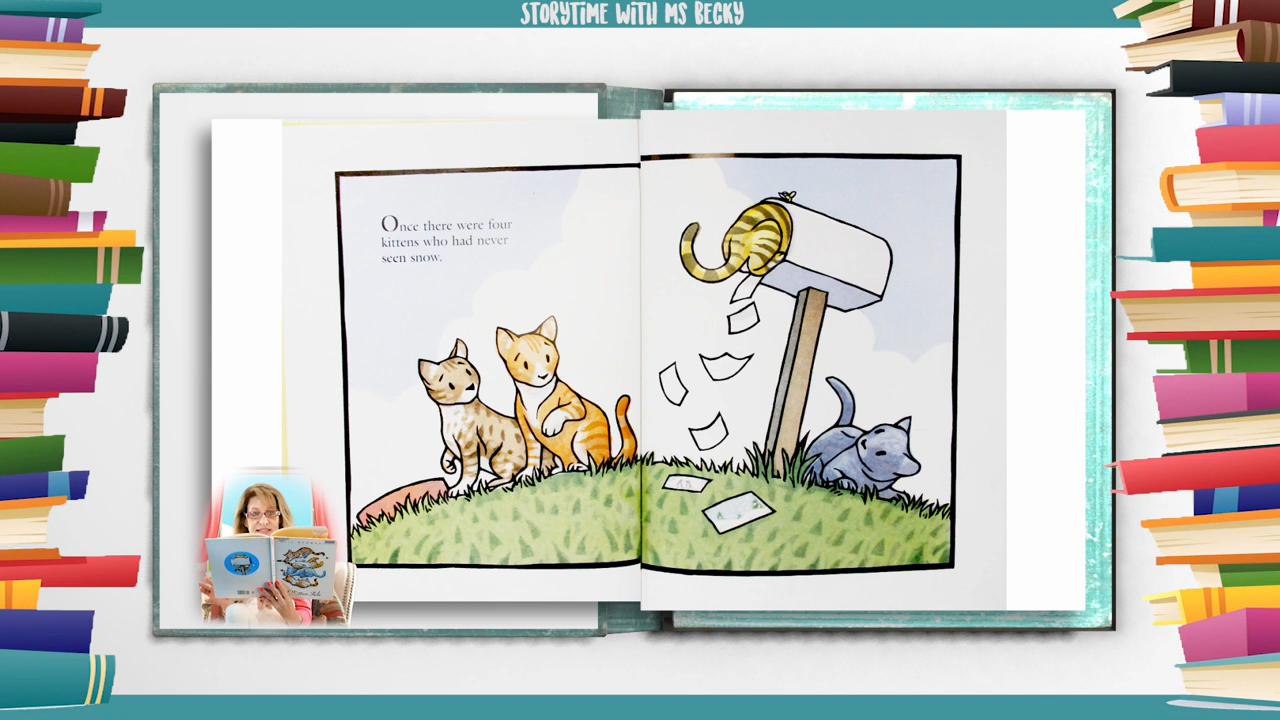 STORYTIME WITH MS BECKY
Once there were four
kittens who had never
seen snow.